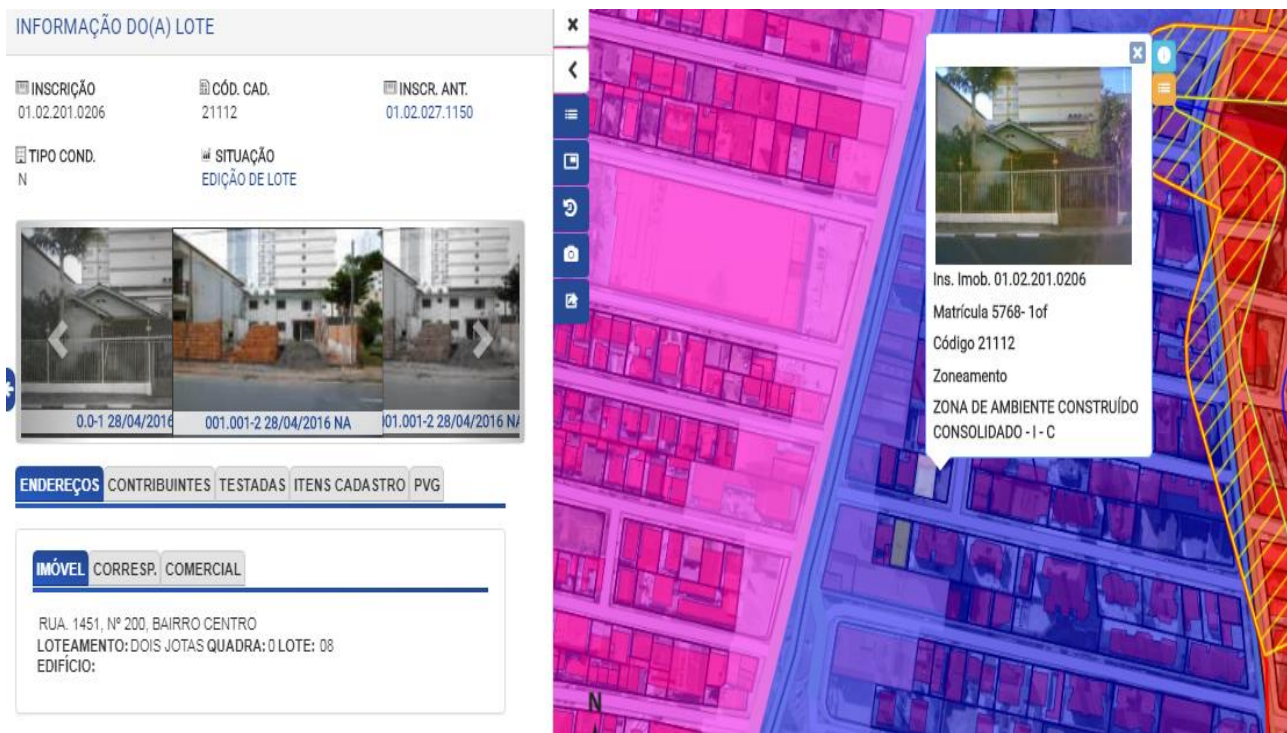 INFORMAÇÃO DO(A) LOTE
INSCRIÇÃO
01.02.201.0206
CÓD. CAD.
21112
INSCR. ANT.
01.02.027.1150
TIPO COND.
N
SITUAÇÃO
EDIÇÃO DE LOTE
0.0-1 28/04/2016
001.001-2 28/04/2016 NA
001.001-2 28/04/2016 NA
ENDEREÇOS CONTRIBUINTES TESTADAS ITENS CADASTRO PVG
IMÓVEL CORRESP. COMERCIAL
RUA. 1451, Nº 200, BAIRRO CENTRO
LOTEAMENTO: DOIS JOTAS QUADRA: 0 LOTE: 08
EDIFÍCIO:
Ins. Imob. 01.02.201.0206
Matrícula 5768- 1of
Código 21112
Zoneamento
ZONA DE AMBIENTE CONSTRUÍDO
CONSOLIDADO - I - C
N